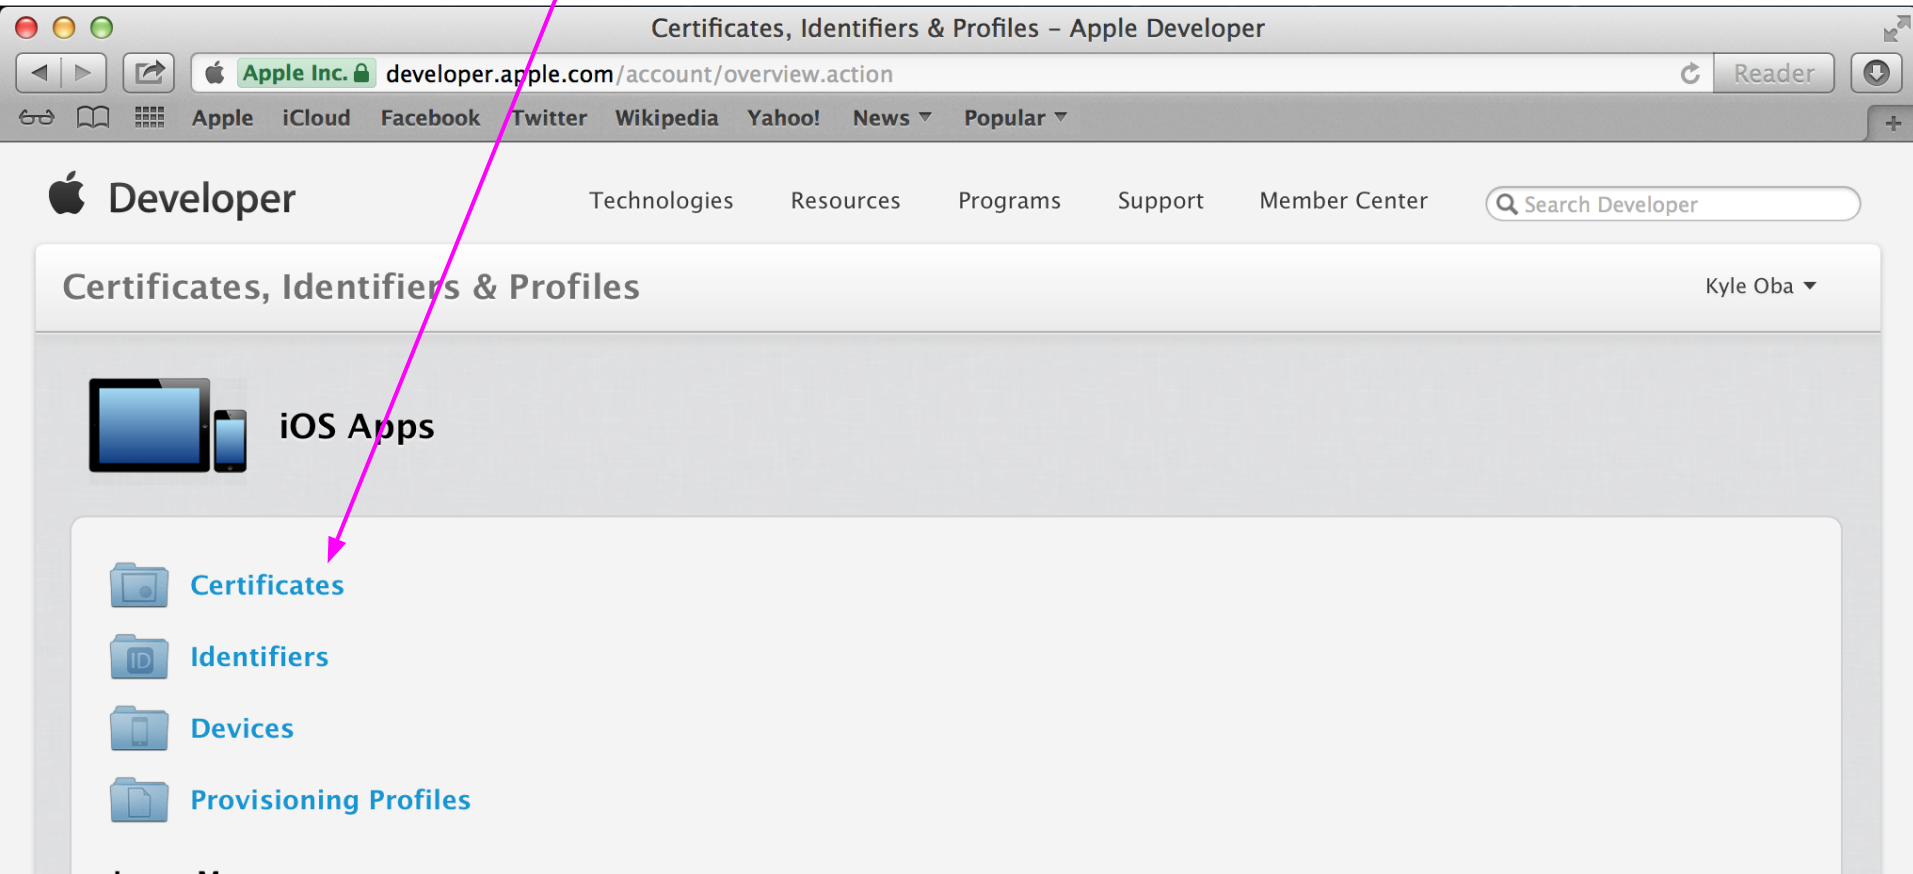 Certificates, Identifiers & Profiles – Apple Developer
Apple Inc. developer.apple.com/account/overview.action Reader
Apple iCloud Facebook Twitter Wikipedia Yahoo! News Popular
Developer Technologies Resources Programs Support Member Center Search Developer
Certificates, Identifiers & Profiles Kyle Oba
iOS Apps
Certificates
ID Identifiers
Devices
Provisioning Profiles